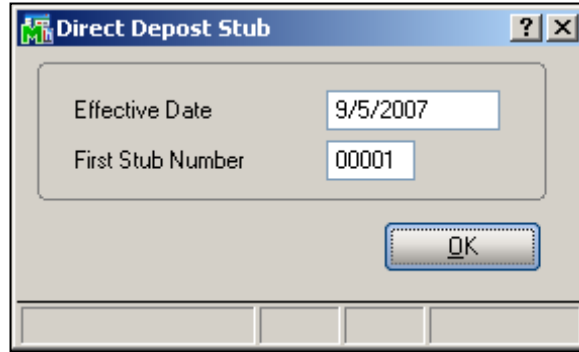 Direct Depost Stub
Effective Date 9/5/2007
First Stub Number 00001
OK